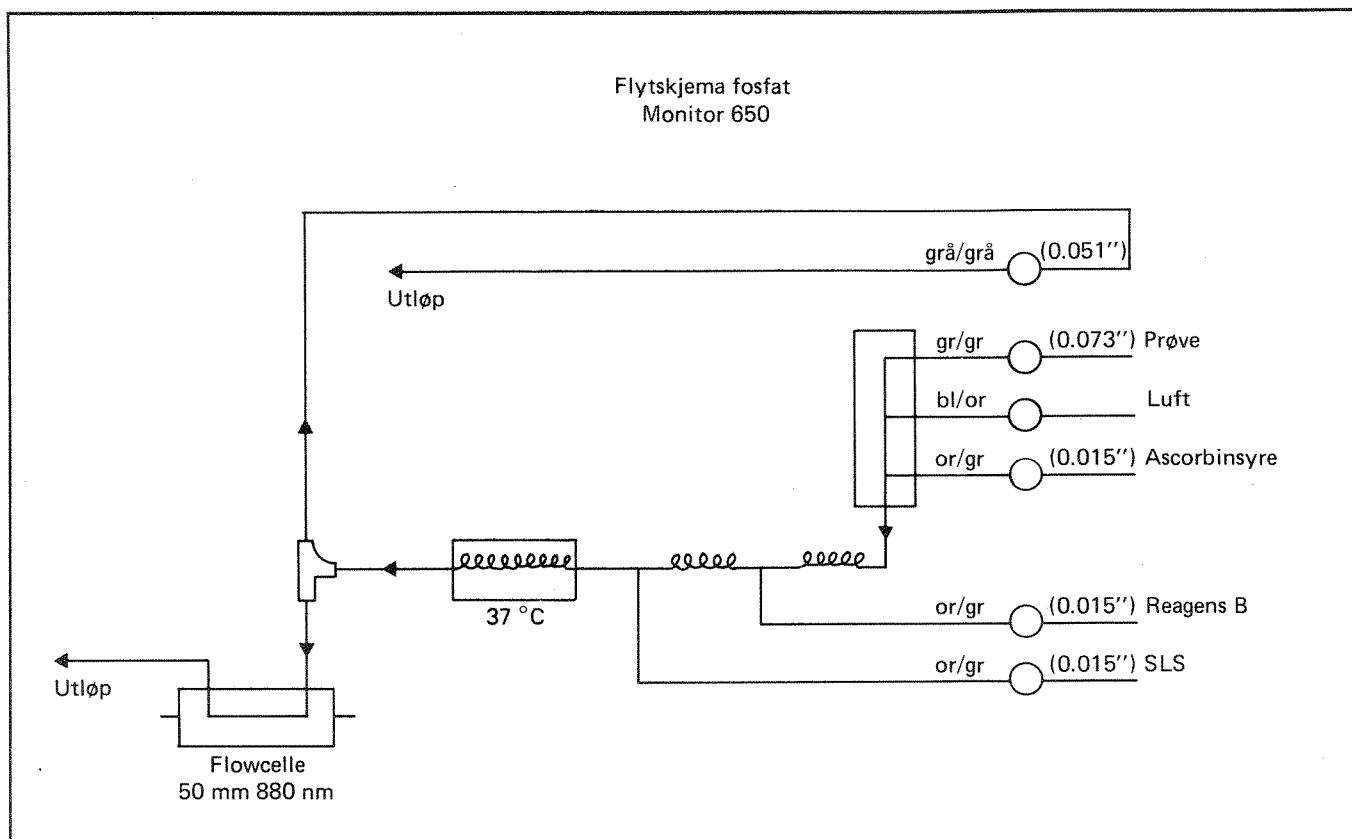 Flytskjema fosfat
Monitor 650
grå/grå (0.051'')
Utløp
gr/gr (0.073'') Prøve
bl/or Luft
or/gr (0.015'') Ascorbinsyre
37 °C
or/gr (0.015'') Reagens B
or/gr (0.015'') SLS
Utløp
Flowcelle
50 mm 880 nm